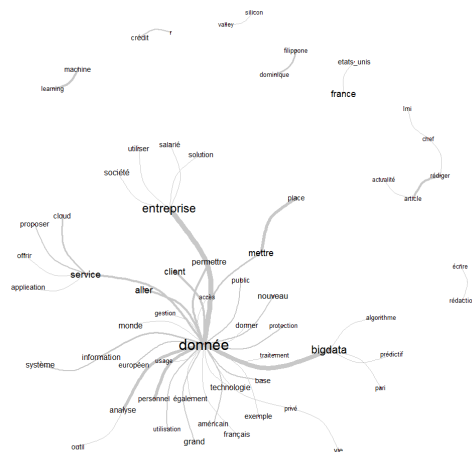 silicon
valley
r
crédit
filippone
dominique
etats_unis
france
machine
learning
lmi
chef
rédiger
actualité
article
utiliser
salarié
solution
société
entreprise
place
cloud
proposer
offrir
service
application
permettre
mettre
client
aller
accès
public
nouveau
gestion
monde
donner
protection
écrire
rédaction
donnée
algorithme
bigdata
prédictif
pari
information
système
européen
usage
traitement
base
technologie
personnel
également
analyse
exemple
privé
utilisation
américain
français
grand
outil
vie